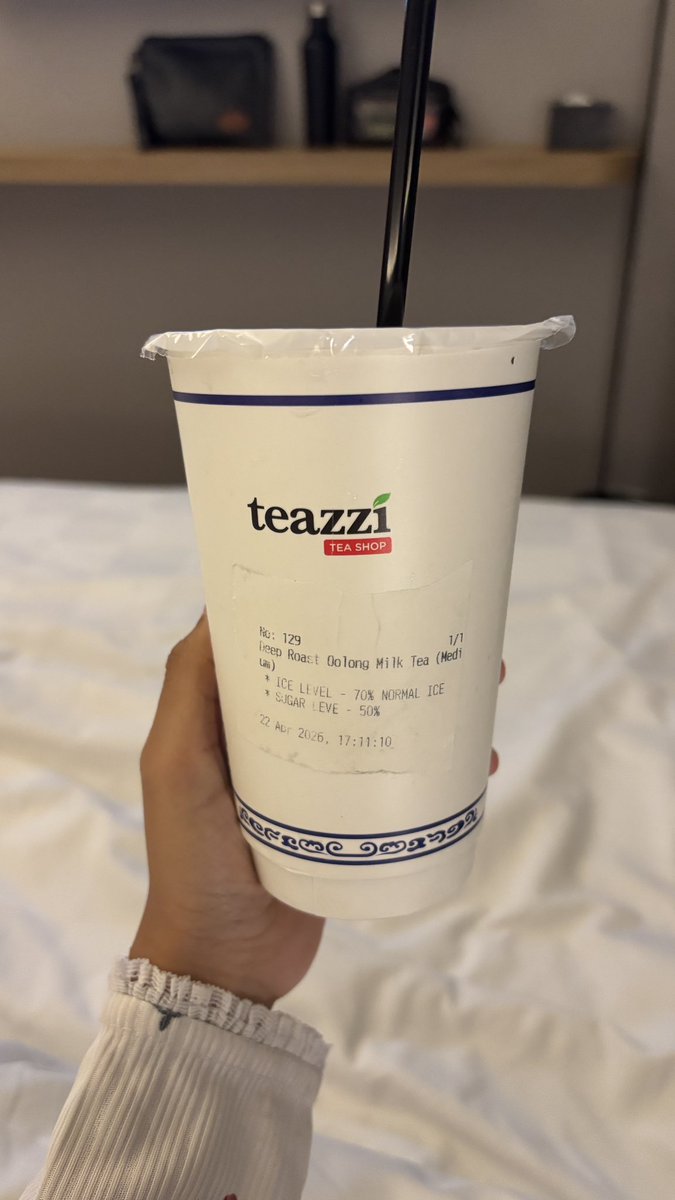 teazzi
TEA SHOP
No: 129 1/1
Deep Roast Oolong Milk Tea (Medi
um)
* ICE LEVEL - 70% NORMAL ICE
* SUGAR LEVE - 50%
22 Apr 2026, 17:11:10